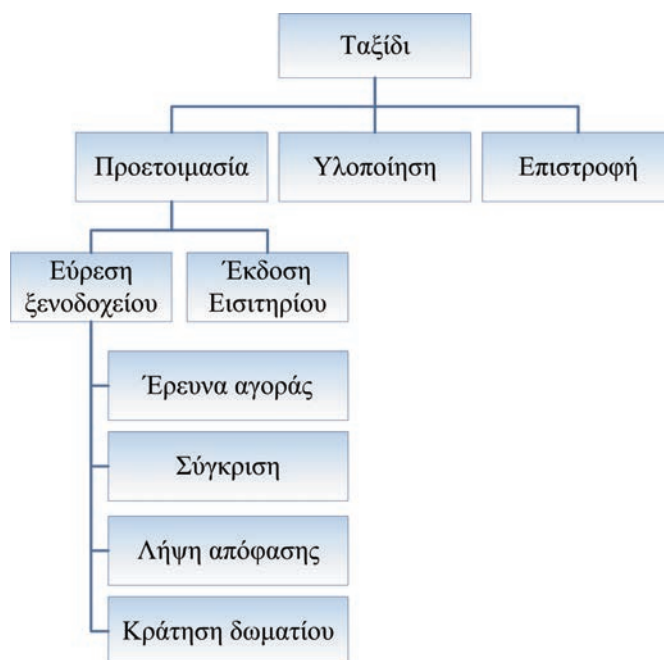 Ταξίδι
Προετοιμασία
Υλοποίηση
Επιστροφή
Εύρεση
ξενοδοχείου
Έκδοση
Εισιτηρίου
Έρευνα αγοράς
Σύγκριση
Λήψη απόφασης
Κράτηση δωματίου